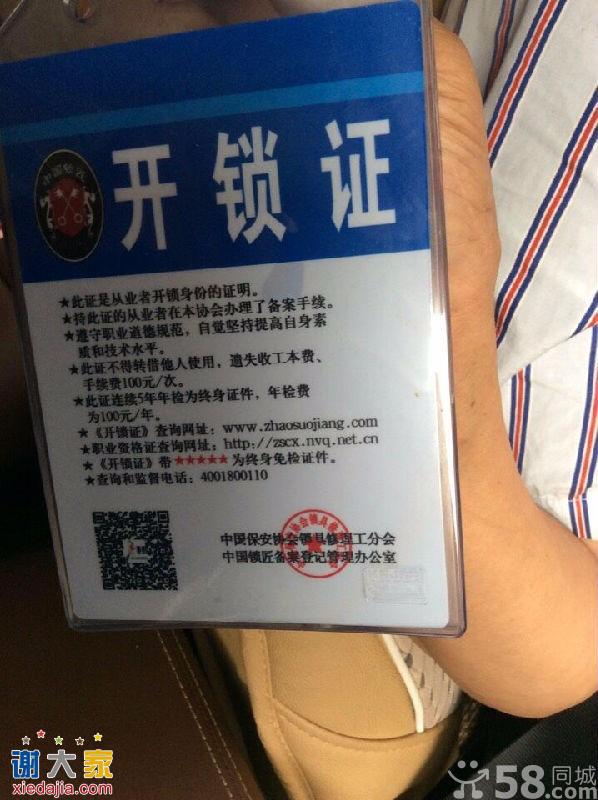 开锁证
★此证是从业者开锁身份的证明。
★持此证的从业者在本协会办理了备案手续。
★遵守职业道德规范，自觉坚持提高自身素
质和技术水平。
★此证不得转借他人使用，遗失收工本费、
手续费100元/次。
★此证连续5年年检为终身证件，年检费
为100元/年。
★《开锁证》查询网址：www.zhaosuojiang.com
★职业资格证查询网址：http://zscx.nvq.net.cn
★《开锁证》带★★★★★为终身免检证件。
★查询和监督电话：4001800110
中国保安协会锁具修理工分会
中国锁匠备案登记管理办公室
谢大家
xiedajia.com
58同城